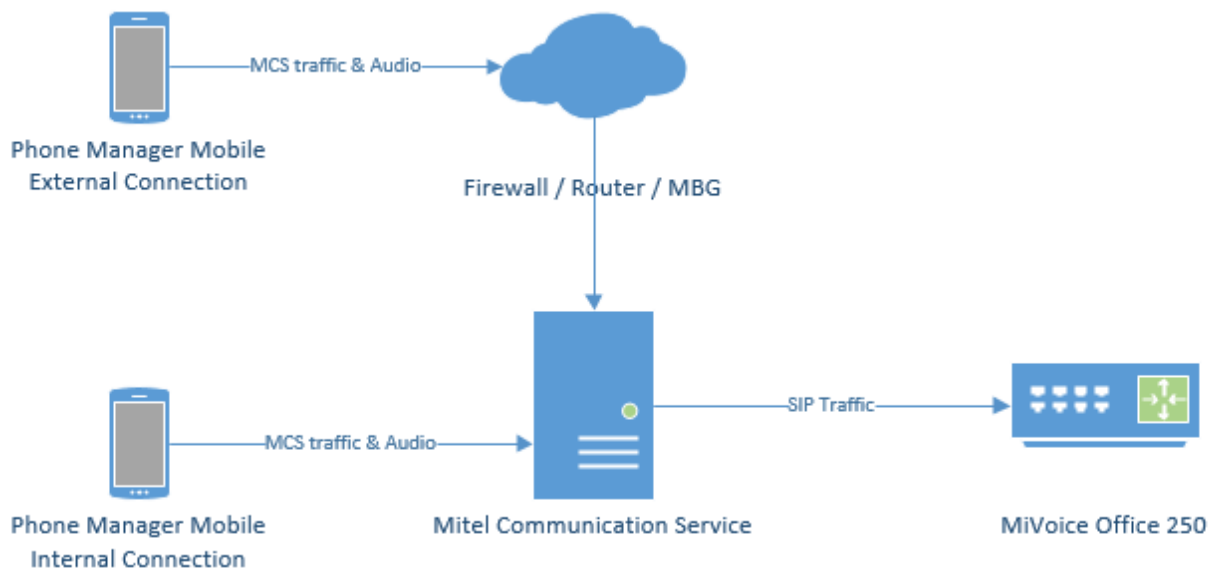 MCS traffic & Audio
Phone Manager Mobile
External Connection
Firewall / Router / MBG
SIP Traffic
MCS traffic & Audio
Phone Manager Mobile
Internal Connection
Mitel Communication Service
MiVoice Office 250